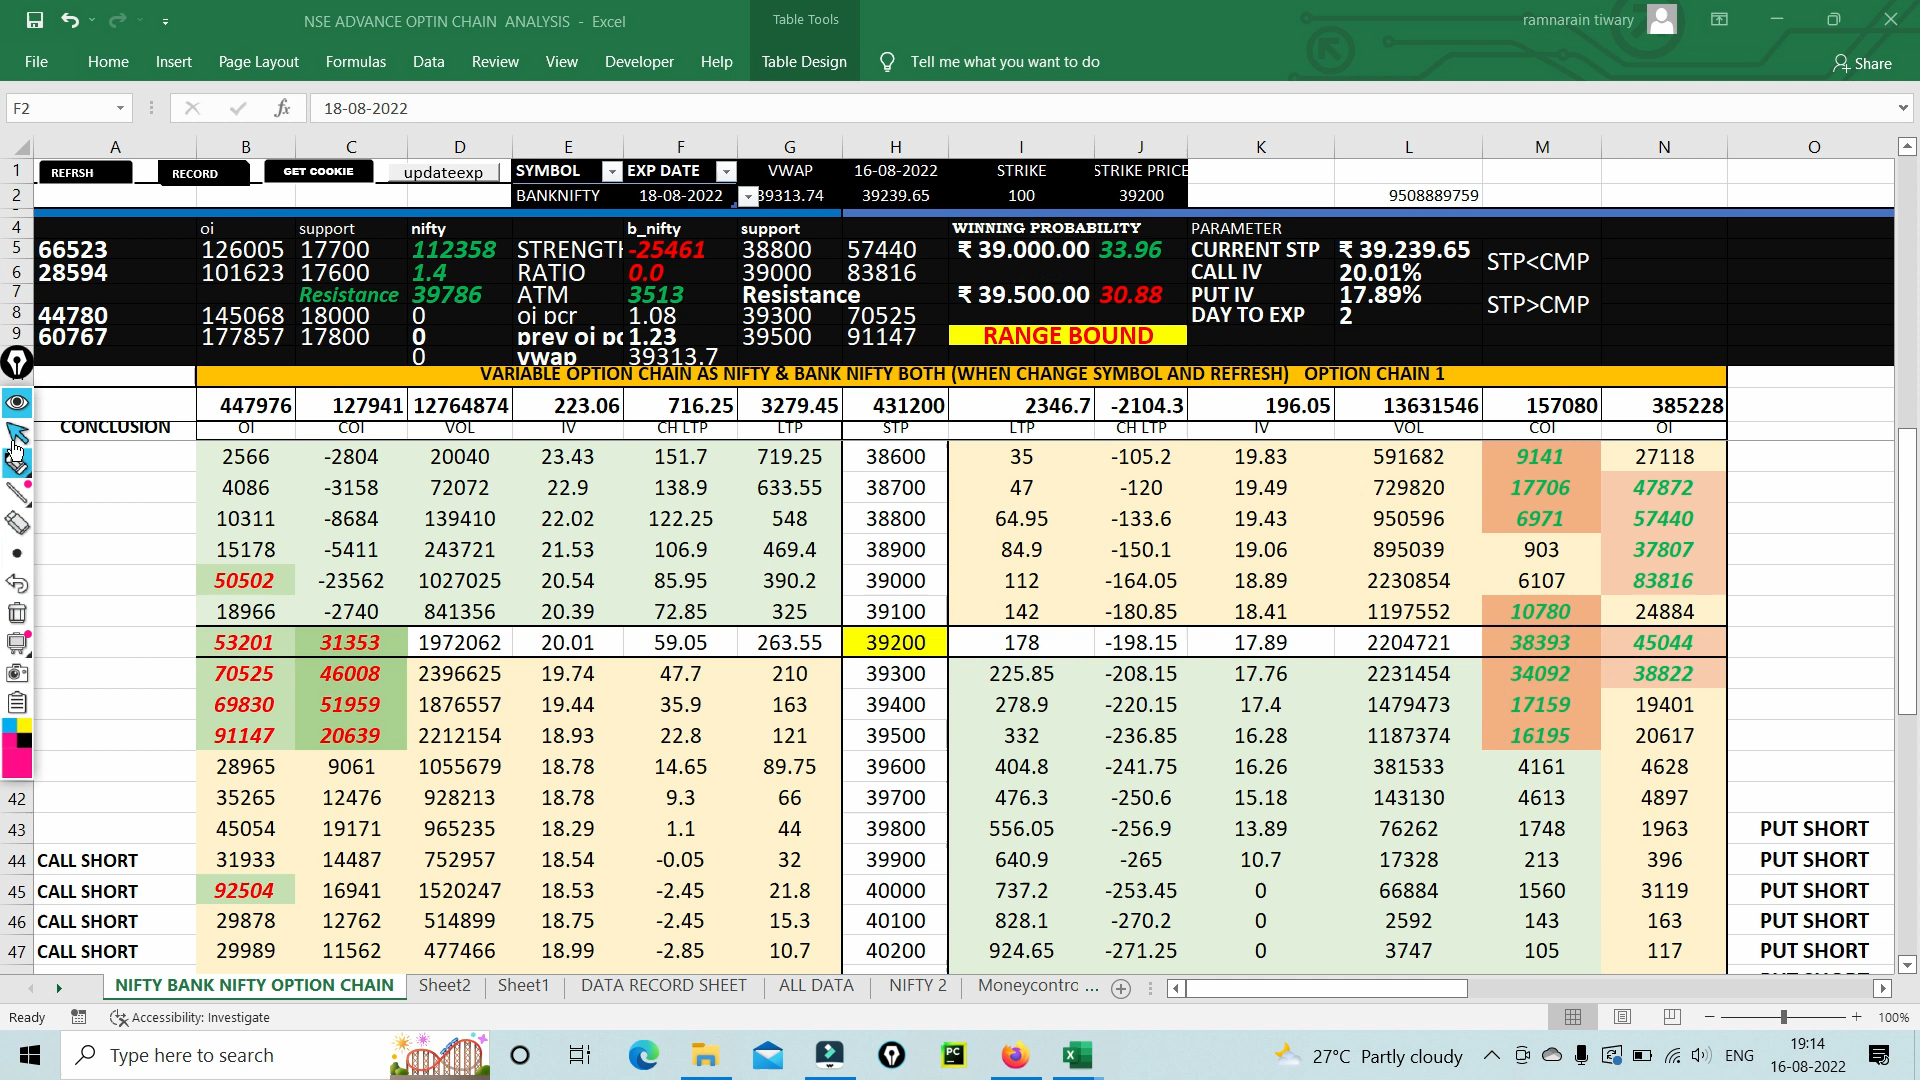 NSE ADVANCE OPTIN CHAIN ANALYSIS - Excel
Table Tools
ramnarain tiwary
File Home Insert Page Layout Formulas Data Review View Developer Help Table Design Tell me what you want to do Share
F2 fx 18-08-2022
A B C D E F G H I J K L M N O
1 REFRSH RECORD GET COOKIE updateexp SYMBOL EXP DATE VWAP 16-08-2022 STRIKE STRIKE PRICE
2 BANKNIFTY 18-08-2022 39313.74 39239.65 100 39200 9508889759
4 oi support nifty b_nifty support WINNING PROBABILITY PARAMETER
5 66523 126005 17700 112358 STRENGTH -25461 38800 57440 ₹ 39.000.00 33.96 CURRENT STP ₹ 39.239.65 STP<CMP
6 28594 101623 17600 1.4 RATIO 0.0 39000 83816 CALL IV 20.01%
7 Resistance 39786 ATM 3513 Resistance ₹ 39.500.00 30.88 PUT IV 17.89% STP>CMP
8 44780 145068 18000 0 oi pcr 1.08 39300 70525 DAY TO EXP 2
9 60767 177857 17800 0 prev oi pc 1.23 39500 91147 RANGE BOUND
0 vwap 39313.7
VARIABLE OPTION CHAIN AS NIFTY & BANK NIFTY BOTH (WHEN CHANGE SYMBOL AND REFRESH) OPTION CHAIN 1
447976 127941 12764874 223.06 716.25 3279.45 431200 2346.7 -2104.3 196.05 13631546 157080 385228
CONCLUSION OI COI VOL IV CH LTP LTP STP LTP CH LTP IV VOL COI OI
2566 -2804 20040 23.43 151.7 719.25 38600 35 -105.2 19.83 591682 9141 27118
4086 -3158 72072 22.9 138.9 633.55 38700 47 -120 19.49 729820 17706 47872
10311 -8684 139410 22.02 122.25 548 38800 64.95 -133.6 19.43 950596 6971 57440
15178 -5411 243721 21.53 106.9 469.4 38900 84.9 -150.1 19.06 895039 903 37807
50502 -23562 1027025 20.54 85.95 390.2 39000 112 -164.05 18.89 2230854 6107 83816
18966 -2740 841356 20.39 72.85 325 39100 142 -180.85 18.41 1197552 10780 24884
53201 31353 1972062 20.01 59.05 263.55 39200 178 -198.15 17.89 2204721 38393 45044
70525 46008 2396625 19.74 47.7 210 39300 225.85 -208.15 17.76 2231454 34092 38822
69830 51959 1876557 19.44 35.9 163 39400 278.9 -220.15 17.4 1479473 17159 19401
91147 20639 2212154 18.93 22.8 121 39500 332 -236.85 16.28 1187374 16195 20617
28965 9061 1055679 18.78 14.65 89.75 39600 404.8 -241.75 16.26 381533 4161 4628
42 35265 12476 928213 18.78 9.3 66 39700 476.3 -250.6 15.18 143130 4613 4897
43 45054 19171 965235 18.29 1.1 44 39800 556.05 -256.9 13.89 76262 1748 1963 PUT SHORT
44 CALL SHORT 31933 14487 752957 18.54 -0.05 32 39900 640.9 -265 10.7 17328 213 396 PUT SHORT
45 CALL SHORT 92504 16941 1520247 18.53 -2.45 21.8 40000 737.2 -253.45 0 66884 1560 3119 PUT SHORT
46 CALL SHORT 29878 12762 514899 18.75 -2.45 15.3 40100 828.1 -270.2 0 2592 143 163 PUT SHORT
47 CALL SHORT 29989 11562 477466 18.99 -2.85 10.7 40200 924.65 -271.25 0 3747 105 117 PUT SHORT
NIFTY BANK NIFTY OPTION CHAIN Sheet2 Sheet1 DATA RECORD SHEET ALL DATA NIFTY 2 Moneycontro ...
Ready Accessibility: Investigate 100%
Type here to search PC 27°C Partly cloudy ENG 19:14
16-08-2022